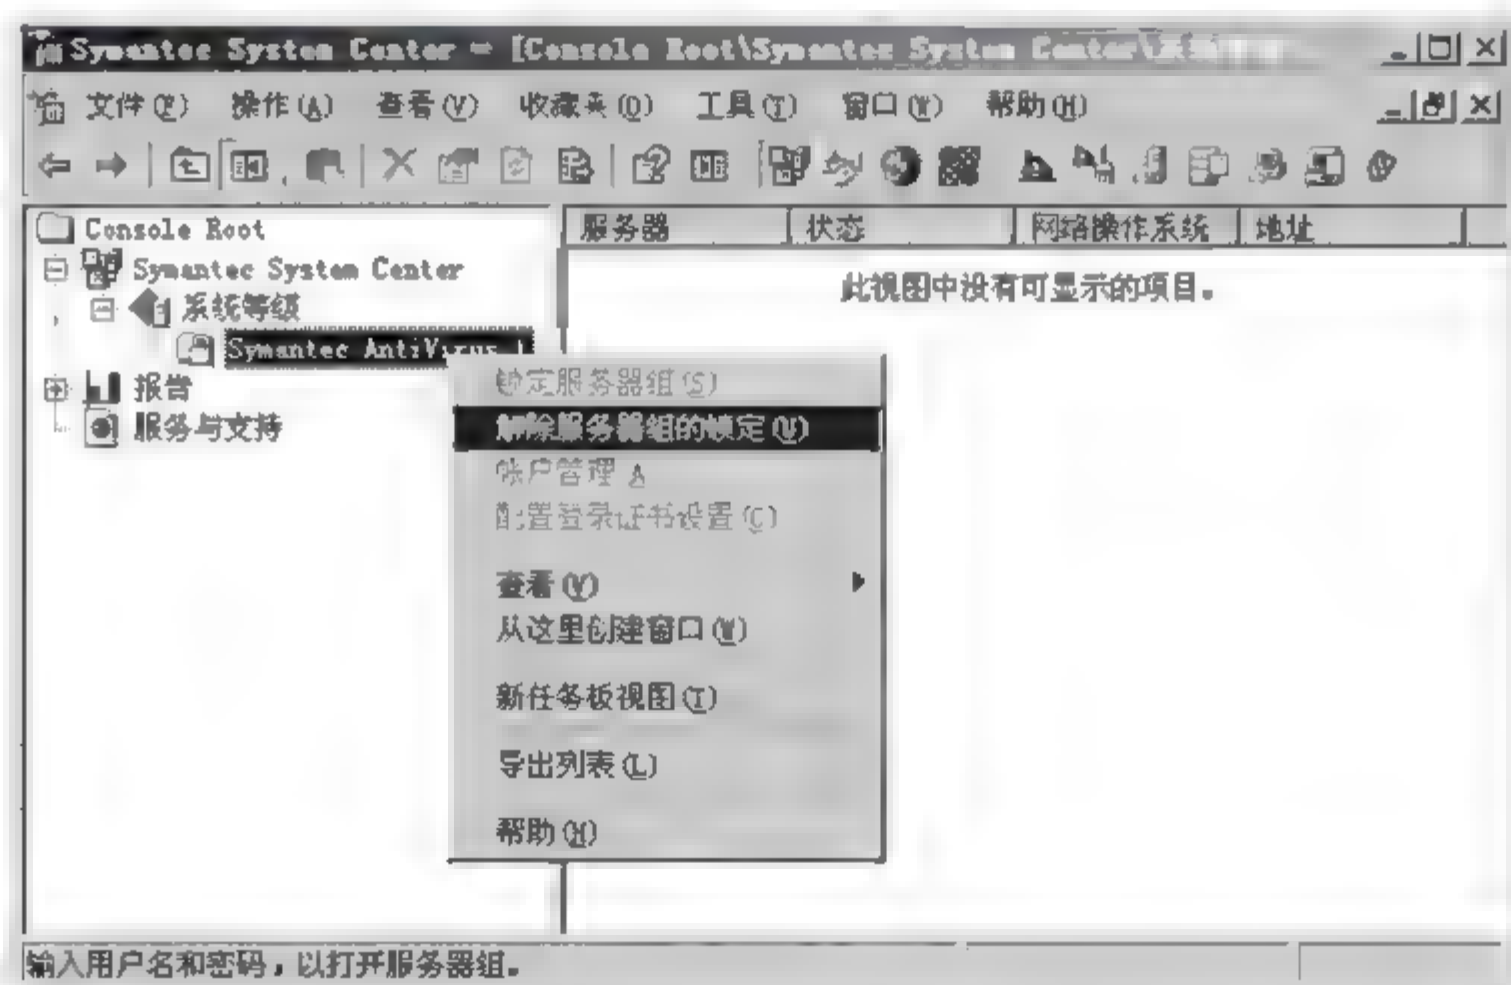 Symantec System Center - [Console Root\Symantec System Center\
文件(F) 操作(A) 查看(V) 收藏夹(O) 工具(T) 窗口(W) 帮助(H)
Console Root
Symantec System Center
系统等级
Symantec AntiVirus 1
报告
服务与支持
服务器 状态 网络操作系统 地址
此视图中没有可显示的项目。
锁定服务器组(S)
解除服务器组的锁定(U)
帐户管理 A
配置登录证书设置(C)
查看(V)
从这里创建窗口(W)
新任务板视图(T)
导出列表(L)
帮助(H)
输入用户名和密码，以打开服务器组。